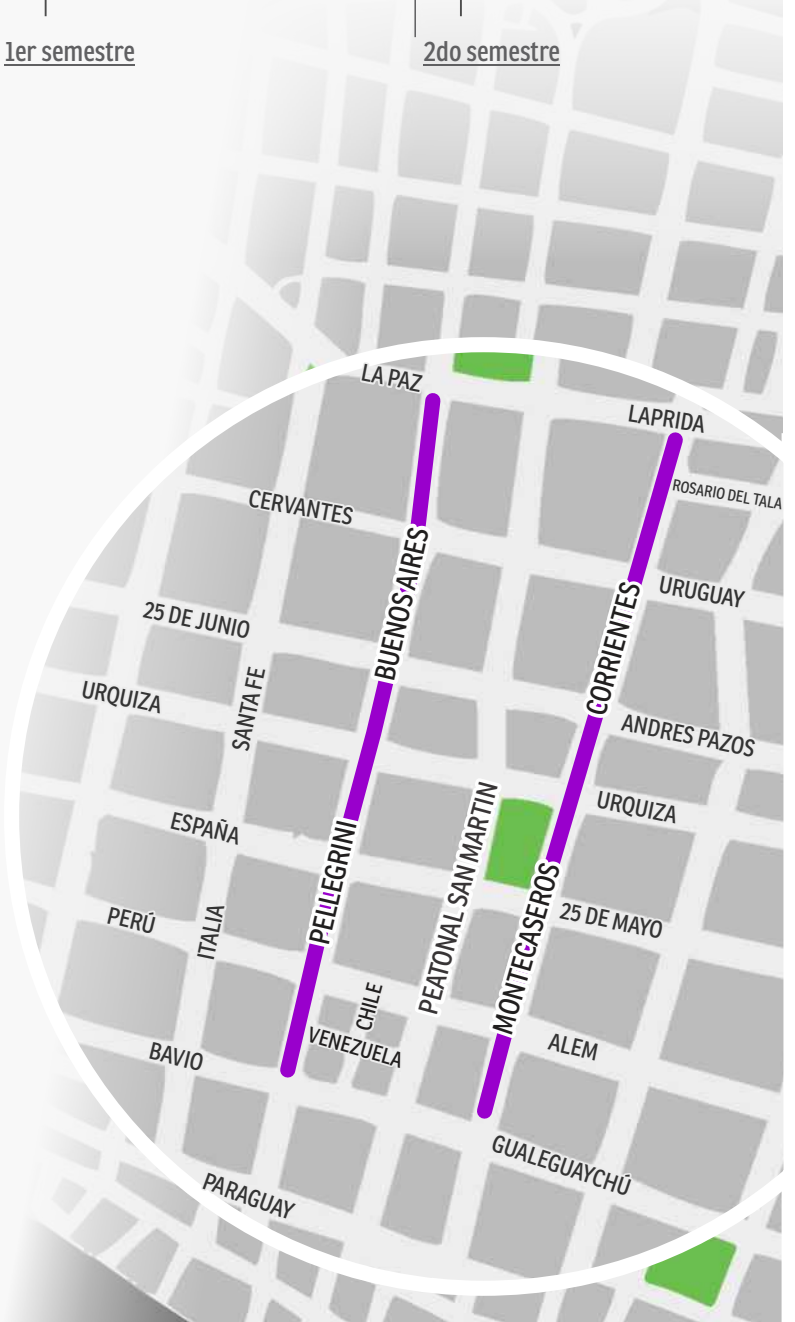 1er semestre
2do semestre
LA PAZ
LAPRIDA
ROSARIO DEL TALA
CERVANTES
BUENOS AIRES
URUGUAY
CORRIENTES
25 DE JUNIO
SANTA FE
URQUIZA
ANDRES PAZOS
URQUIZA
ESPAÑA
PELLEGRINI
PEATONAL SAN MARTIN
MONTECASEROS
25 DE MAYO
PERÚ
ITALIA
CHILE
VENEZUELA
ALEM
BAVIO
GUALEGUAYCHÚ
PARAGUAY